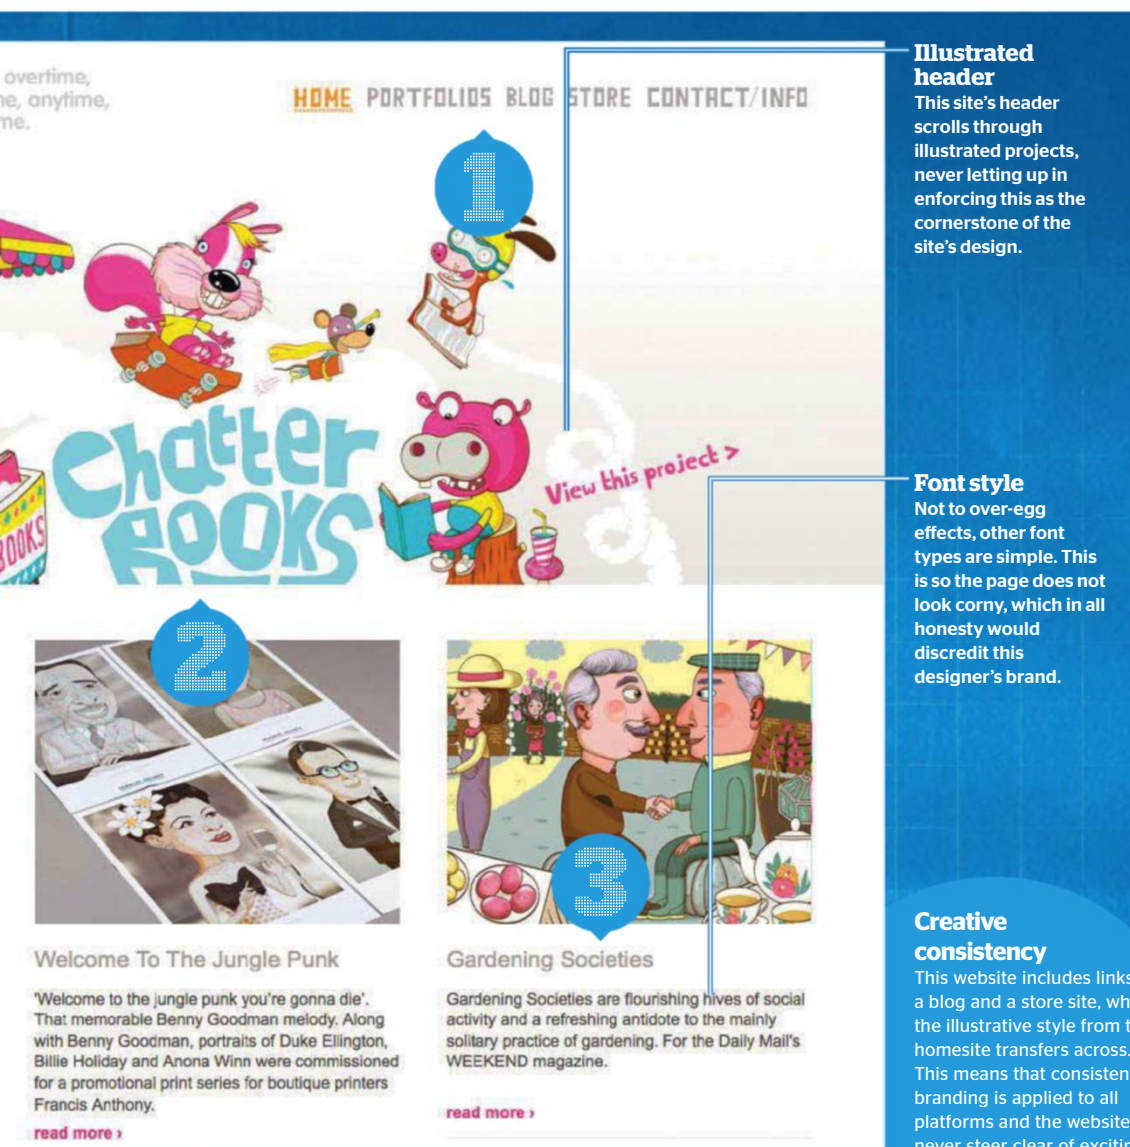 overtime,
anytime,
HOME PORTFOLIOS BLOG STORE CONTACT/INFO
1
Chatter
BOOKS
View this project >
BOOKS
2
3
Welcome To The Jungle Punk
'Welcome to the jungle punk you're gonna die'.
That memorable Benny Goodman melody. Along
with Benny Goodman, portraits of Duke Ellington,
Billie Holiday and Anona Winn were commissioned
for a promotional print series for boutique printers
Francis Anthony.
read more ›
Gardening Societies
Gardening Societies are flourishing hives of social
activity and a refreshing antidote to the mainly
solitary practice of gardening. For the Daily Mail's
WEEKEND magazine.
read more ›
Illustrated
header
This site's header
scrolls through
illustrated projects,
never letting up in
enforcing this as the
cornerstone of the
site's design.
Font style
Not to over-egg
effects, other font
types are simple. This
is so the page does not
look corny, which in all
honesty would
discredit this
designer's brand.
Creative
consistency
This website includes links
a blog and a store site,
the illustrative style from
homesite transfers across.
This means that
branding is applied to all
platforms and the website
never steer clear of